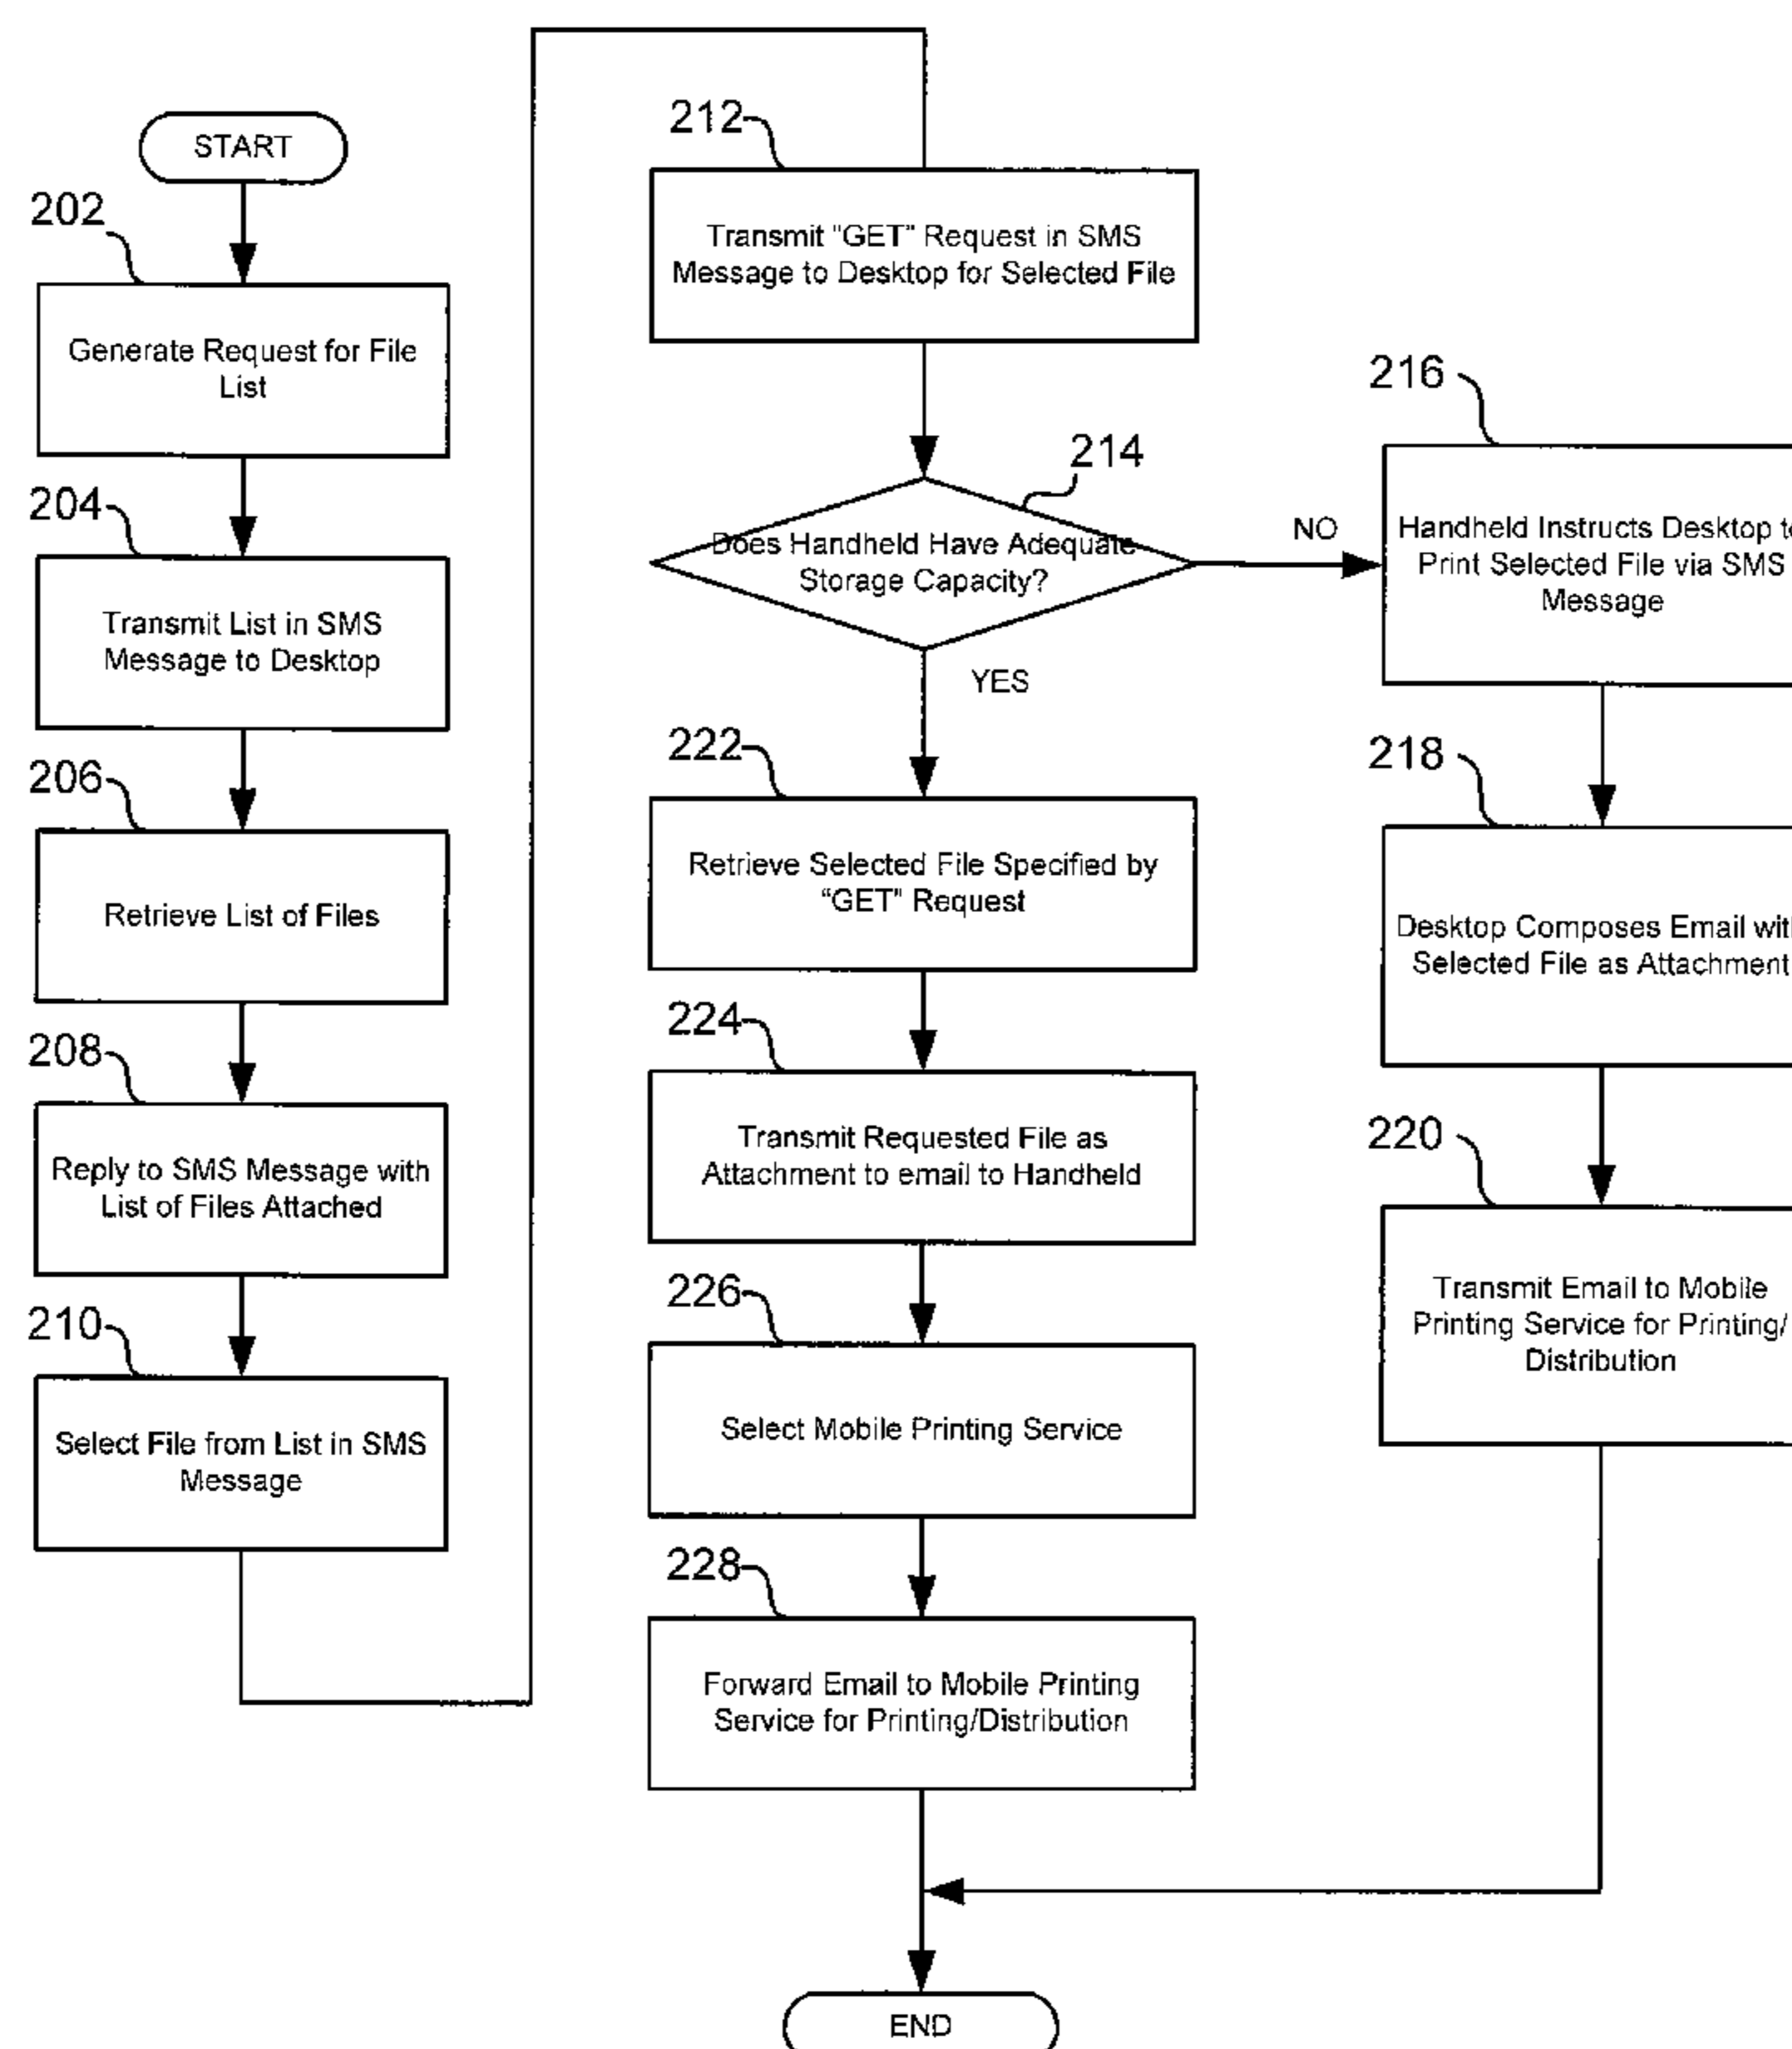 START
202
Generate Request for File
List
204
Transmit List in SMS
Message to Desktop
206
Retrieve List of Files
208
Reply to SMS Message with
List of Files Attached
210
Select File from List in SMS
Message
212
Transmit "GET" Request in SMS
Message to Desktop for Selected File
214
Does Handheld Have Adequate
Storage Capacity?
NO
YES
216
Handheld Instructs Desktop
Print Selected File via SMS
Message
218
Desktop Composes Email
Selected File as Attachment
220
Transmit Email to Mobile
Printing Service for Printing/
Distribution
222
Retrieve Selected File Specified by
“GET” Request
224
Transmit Requested File as
Attachment to email to Handheld
226
Select Mobile Printing Service
228
Forward Email to Mobile Printing
Service for Printing/Distribution
END